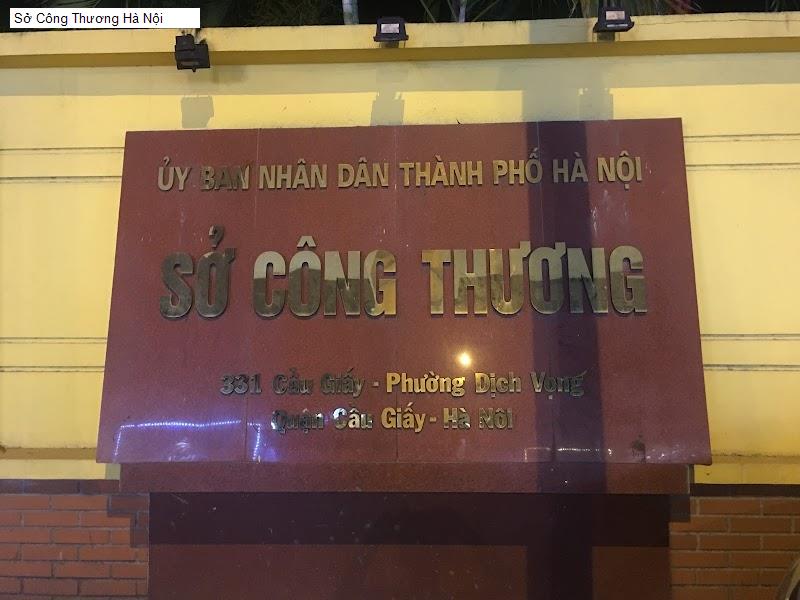 Sở Công Thương Hà Nội
ỦY BAN NHÂN DÂN THÀNH PHỐ HÀ NỘI
SỞ CÔNG THƯƠNG
331 Cầu Giấy - Phường Dịch Vọng
Quận Cầu Giấy - Hà Nôi